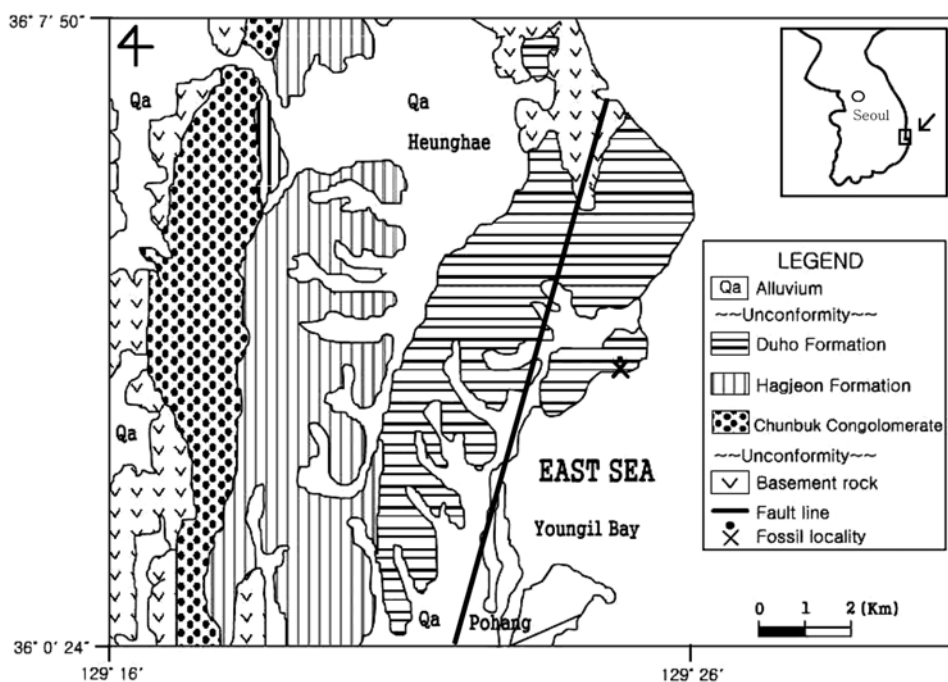 36° 7´ 50"
Qa
Qa
Heunghae
Seoul
LEGEND
Qa Alluvium
~~Unconformity~~
Duho Formation
Hagjeon Formation
Chunbuk Congolomerate
~~Unconformity~~
Basement rock
Fault line
Fossil locality
Qa
EAST SEA
Youngil Bay
Qa
Pohang
0 1 2 (Km)
36° 0´ 24"
129° 16´
129° 26´